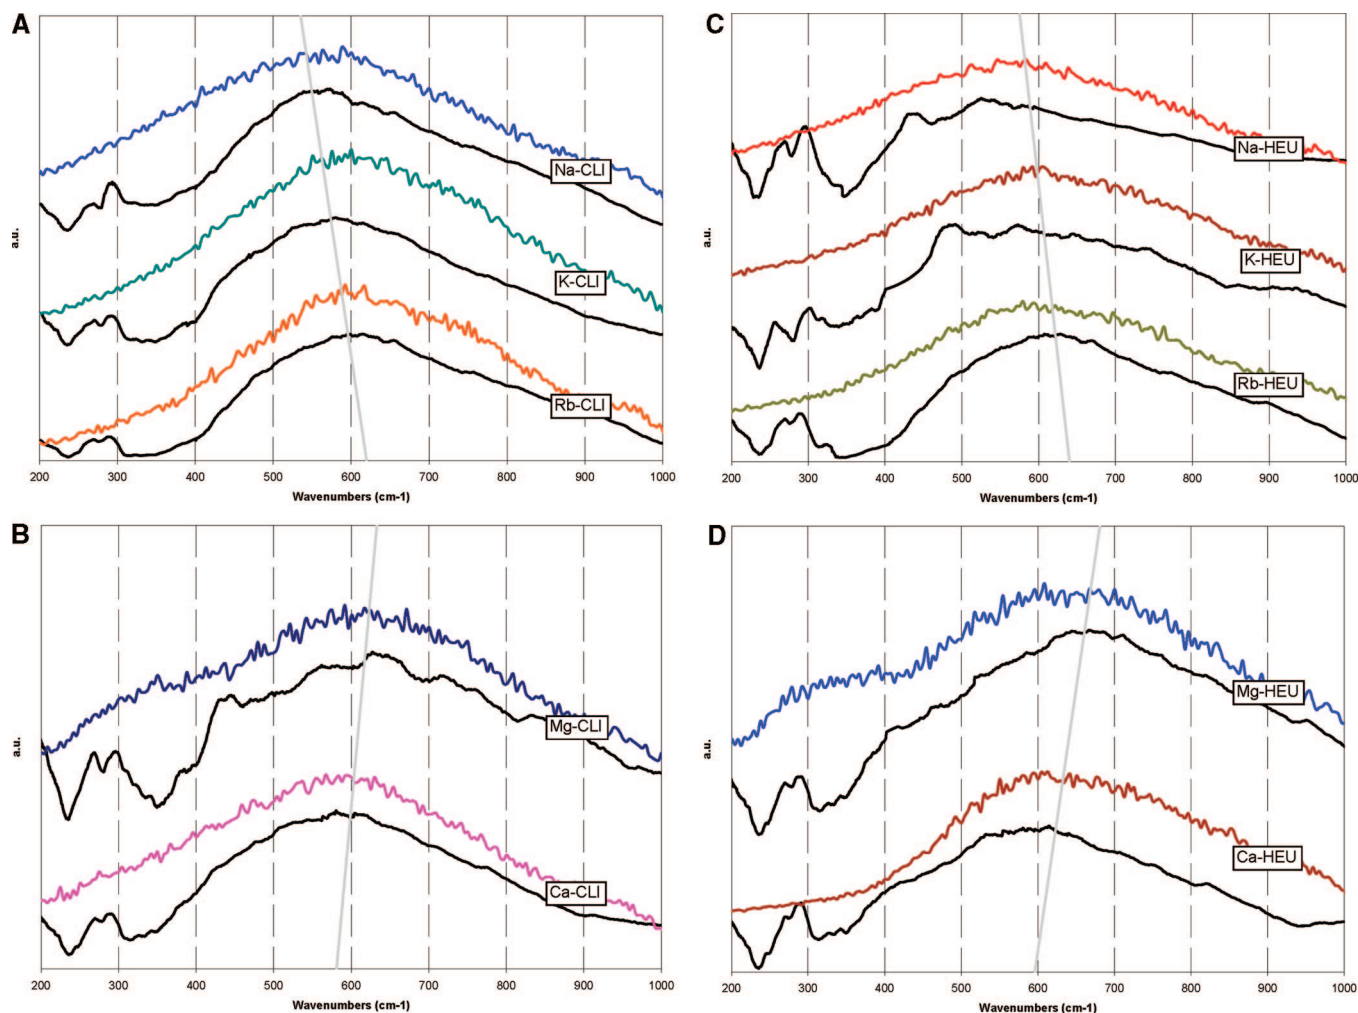 A
Na-CLI
K-CLI
Rb-CLI
a.u.
200 300 400 500 600 700 800 900 1000
Wavenumbers (cm-1)
C
Na-HEU
K-HEU
Rb-HEU
a.u.
200 300 400 500 600 700 800 900 1000
Wavenumbers (cm-1)
B
Mg-CLI
Ca-CLI
a.u.
200 300 400 500 600 700 800 900 1000
Wavenumbers (cm-1)
D
Mg-HEU
Ca-HEU
a.u.
200 300 400 500 600 700 800 900 1000
Wavenumbers (cm-1)